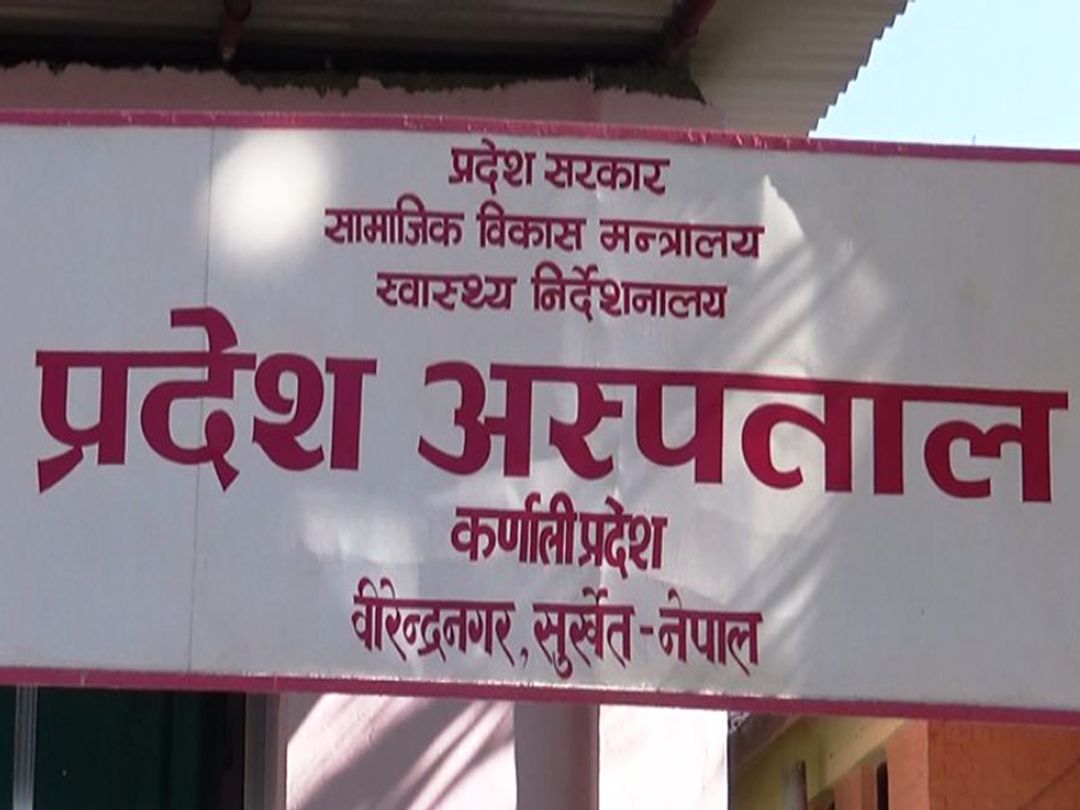 प्रदेश सरकार
सामाजिक विकास मन्त्रालय
स्वास्थ्य निर्देशनालय
प्रदेश अस्पताल
कर्णाली प्रदेश
वीरेन्द्रनगर, सुर्खेत - नेपाल